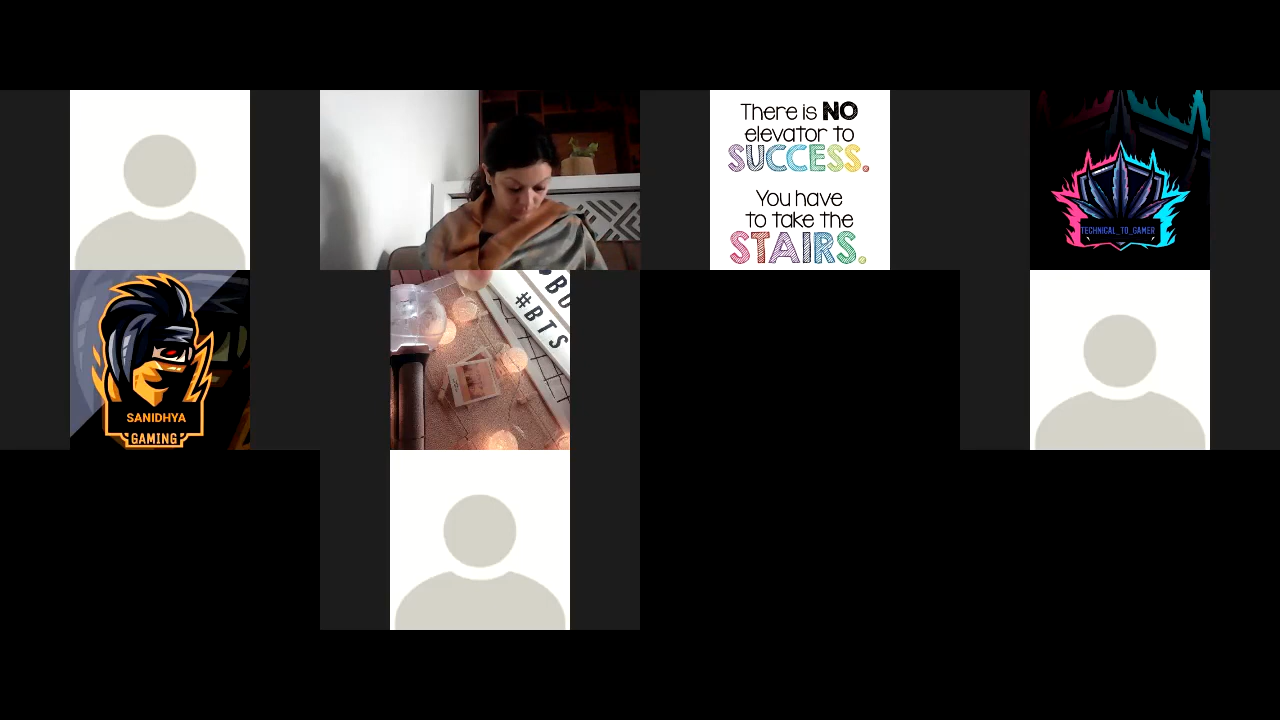 There is NO
elevator to
SUCCESS.
You have
to take the
STAIRS.
TECHNICAL_TO_GAMER
SANIDHYA
GAMING
#BTS